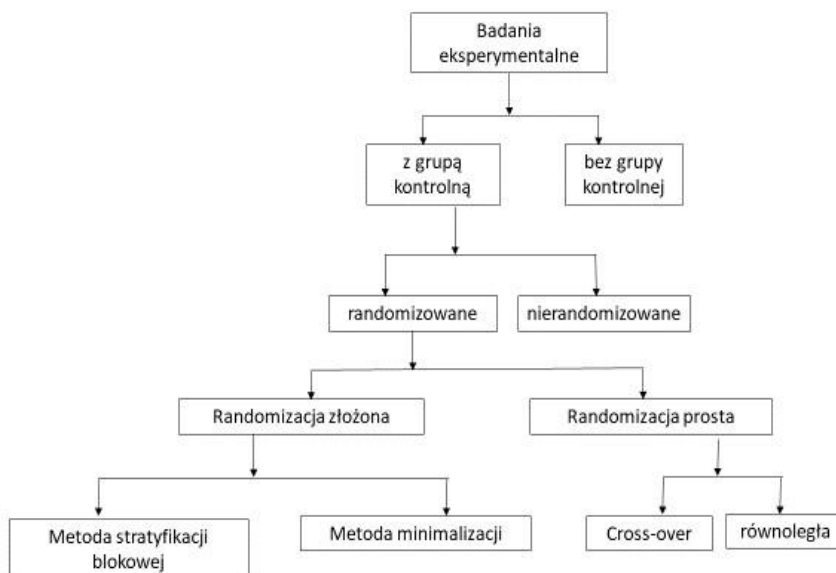 Badania
eksperymentalne
z grupą
kontrolną
bez grupy
kontrolnej
randomizowane
nierandomizowane
Randomizacja złożona
Randomizacja prosta
Metoda stratyfikacji
blokowej
Metoda minimalizacji
Cross-over
równoległa